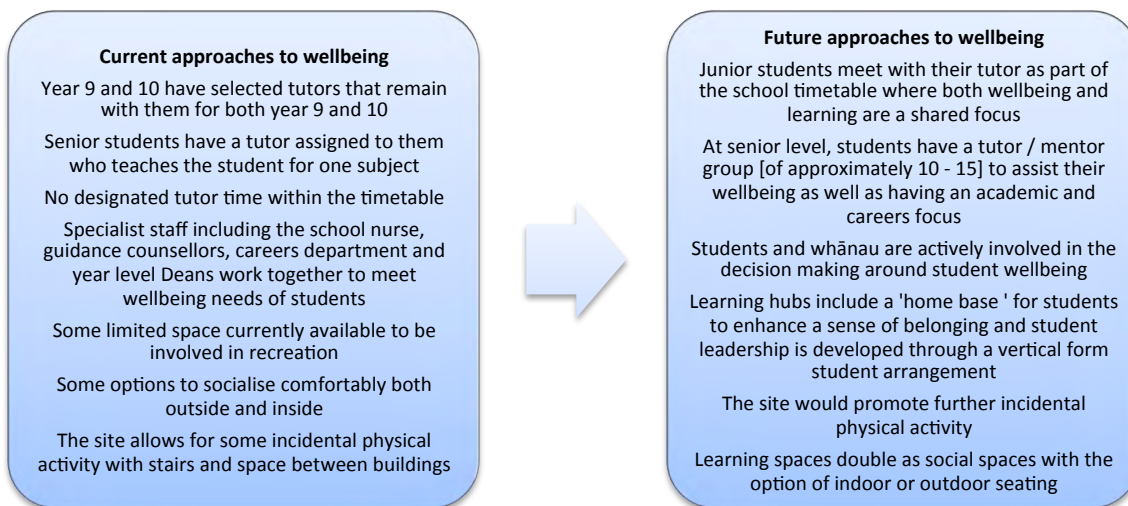 Current approaches to wellbeing
Year 9 and 10 have selected tutors that remain
with them for both year 9 and 10
Senior students have a tutor assigned to them
who teaches the student for one subject
No designated tutor time within the timetable
Specialist staff including the school nurse,
guidance counsellors, careers department and
year level Deans work together to meet
wellbeing needs of students
Some limited space currently available to be
involved in recreation
Some options to socialise comfortably both
outside and inside
The site allows for some incidental physical
activity with stairs and space between buildings
Future approaches to wellbeing
Junior students meet with their tutor as part of
the school timetable where both wellbeing and
learning are a shared focus
At senior level, students have a tutor / mentor
group [of approximately 10 - 15] to assist their
wellbeing as well as having an academic and
careers focus
Students and whānau are actively involved in the
decision making around student wellbeing
Learning hubs include a 'home base ' for students
to enhance a sense of belonging and student
leadership is developed through a vertical form
student arrangement
The site would promote further incidental
physical activity
Learning spaces double as social spaces with the
option of indoor or outdoor seating